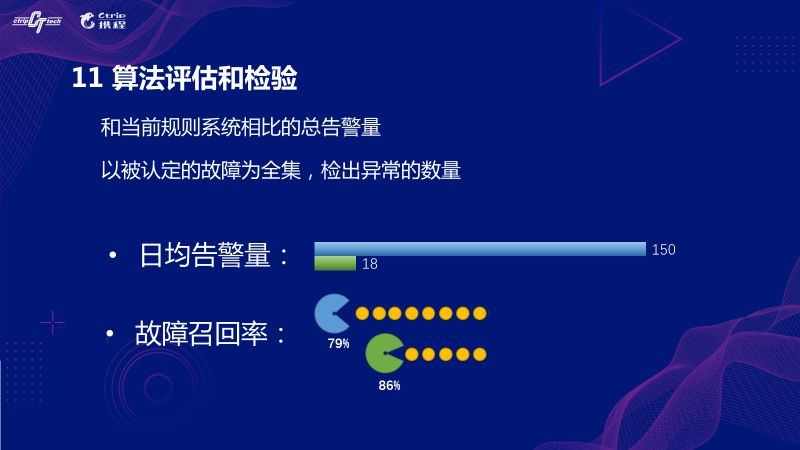 ctrip CT tech
Ctrip
携程
11 算法评估和检验
和当前规则系统相比的总告警量
以被认定的故障为全集，检出异常的数量
• 日均告警量：
150
18
• 故障召回率：
79%
86%